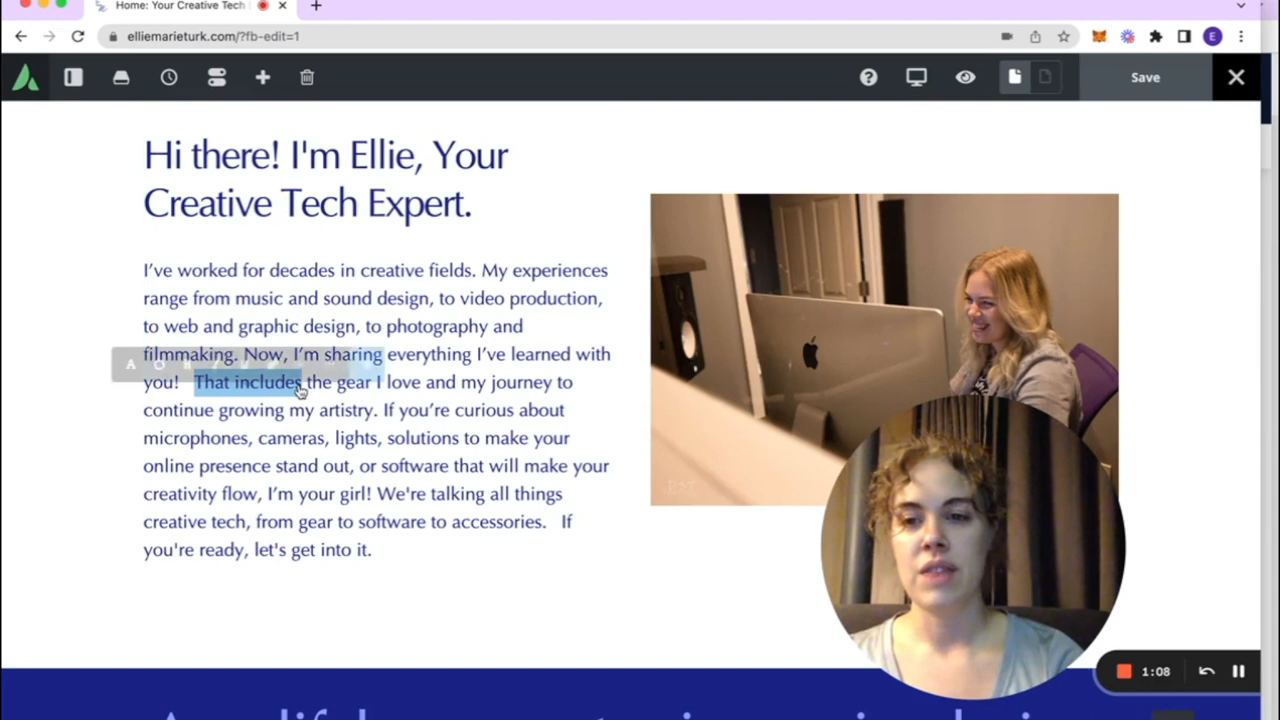 Home: Your Creative Tech
elliemarieturk.com/?fb-edit=1
E
Save
Hi there! I'm Ellie, Your
Creative Tech Expert.
I’ve worked for decades in creative fields. My experiences
range from music and sound design, to video production,
to web and graphic design, to photography and
filmmaking. Now, I’m sharing everything I’ve learned with
you! That includes the gear I love and my journey to
continue growing my artistry. If you’re curious about
microphones, cameras, lights, solutions to make your
online presence stand out, or software that will make your
creativity flow, I’m your girl! We're talking all things
creative tech, from gear to software to accessories. If
you're ready, let's get into it.
1:08